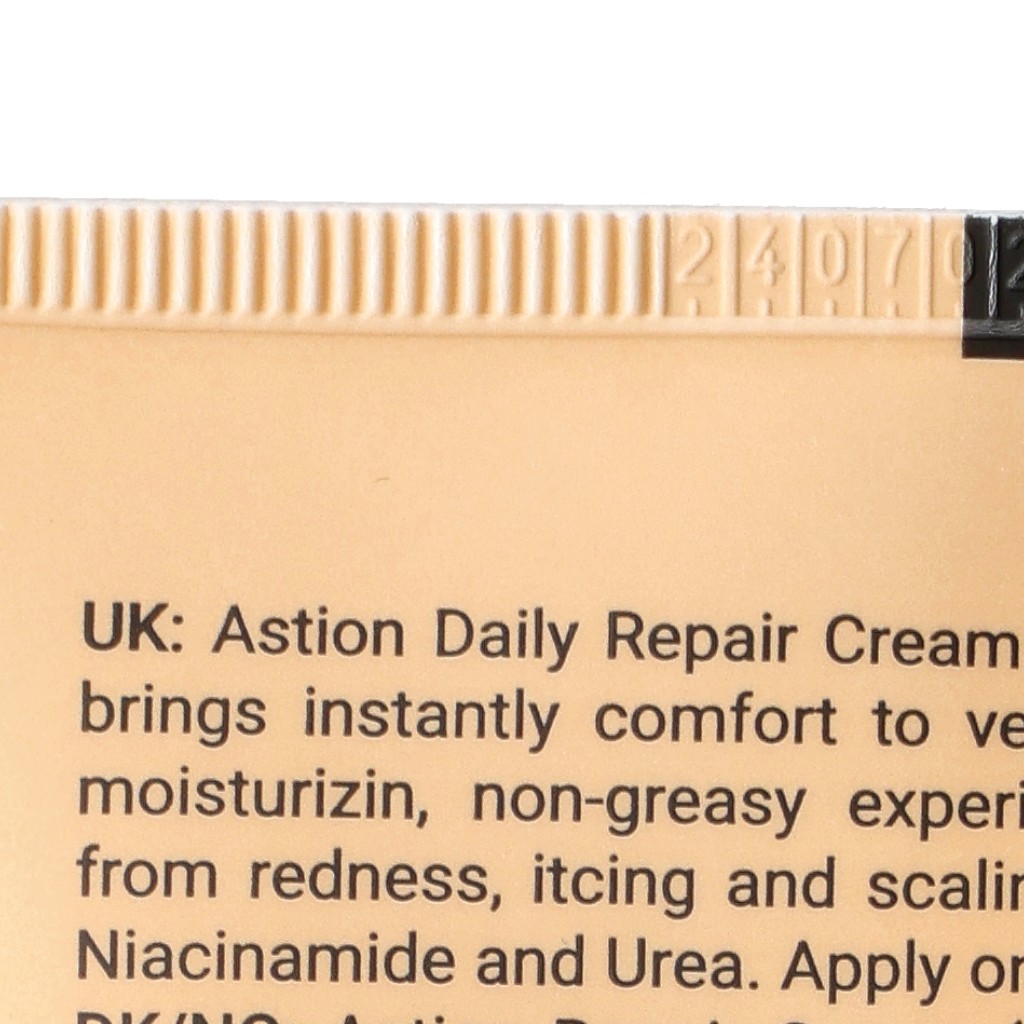 240702
UK: Astion Daily Repair Cream
brings instantly comfort to
moisturizin, non-greasy
from redness, itcing and
Niacinamide and Urea. Apply